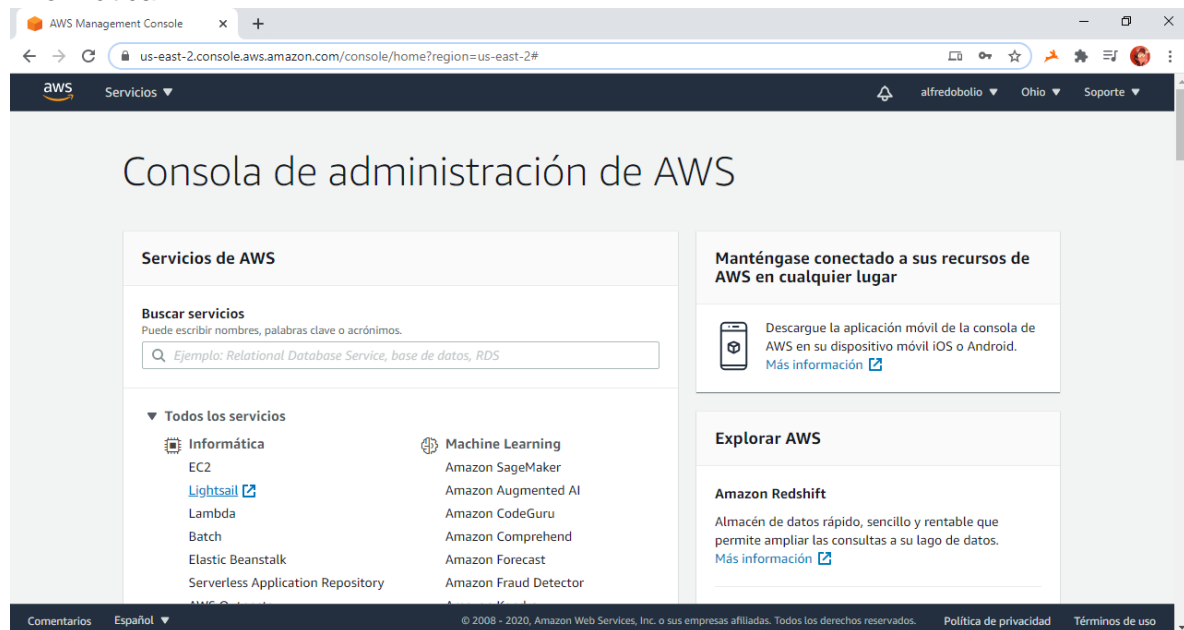 AWS Management Console
us-east-2.console.aws.amazon.com/console/home?region=us-east-2#
aws Servicios ▼ alfredobolio ▼ Ohio ▼ Soporte ▼
Consola de administración de AWS
Servicios de AWS
Buscar servicios
Puede escribir nombres, palabras clave o acrónimos.
Ejemplo: Relational Database Service, base de datos, RDS
▼ Todos los servicios
Informática
EC2
Lightsail
Lambda
Batch
Elastic Beanstalk
Serverless Application Repository
Machine Learning
Amazon SageMaker
Amazon Augmented AI
Amazon CodeGuru
Amazon Comprehend
Amazon Forecast
Amazon Fraud Detector
Manténgase conectado a sus recursos de
AWS en cualquier lugar
Descargue la aplicación móvil de la consola de
AWS en su dispositivo móvil iOS o Android.
Más información
Explorar AWS
Amazon Redshift
Almacén de datos rápido, sencillo y rentable que
permite ampliar las consultas a su lago de datos.
Más información
Comentarios Español ▼ © 2008 - 2020, Amazon Web Services, Inc. o sus empresas afiliadas. Todos los derechos reservados. Política de privacidad Términos de uso